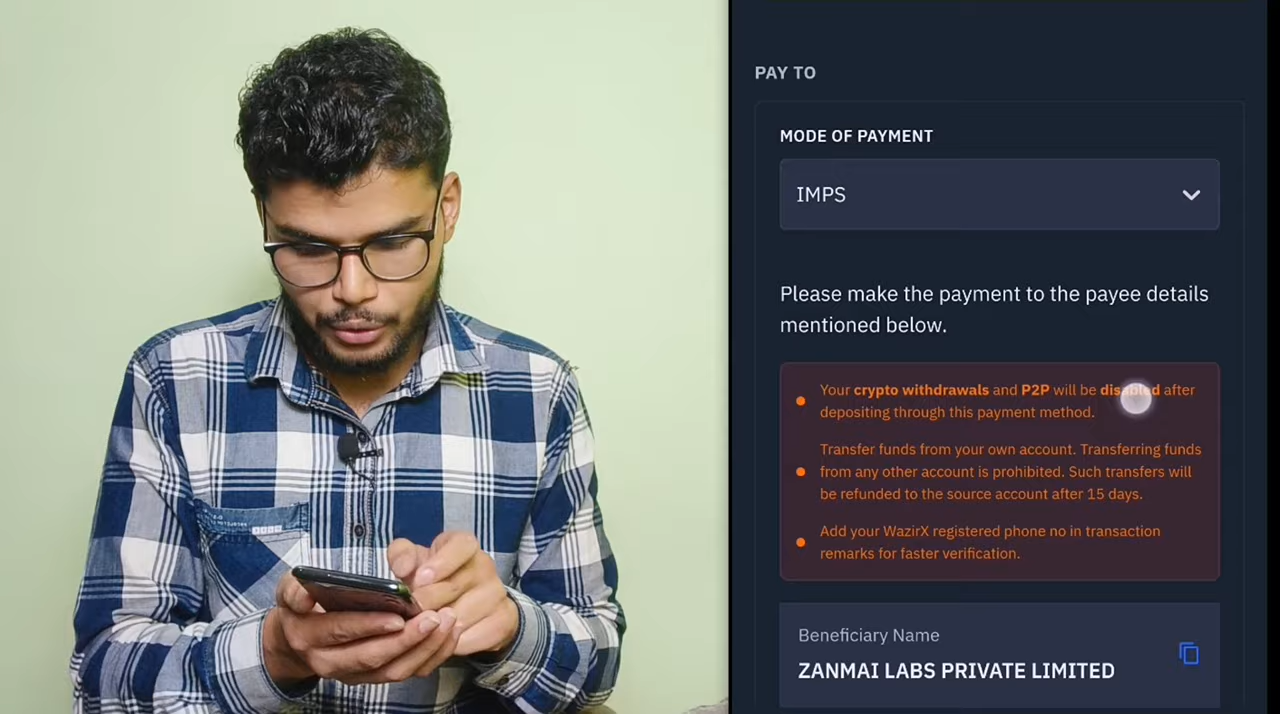 PAY TO
MODE OF PAYMENT
IMPS
Please make the payment to the payee details
mentioned below.
Your crypto withdrawals and P2P will be disabled after
depositing through this payment method.
Transfer funds from your own account. Transferring funds
from any other account is prohibited. Such transfers will
be refunded to the source account after 15 days.
Add your WazirX registered phone no in transaction
remarks for faster verification.
Beneficiary Name
ZANMAI LABS PRIVATE LIMITED